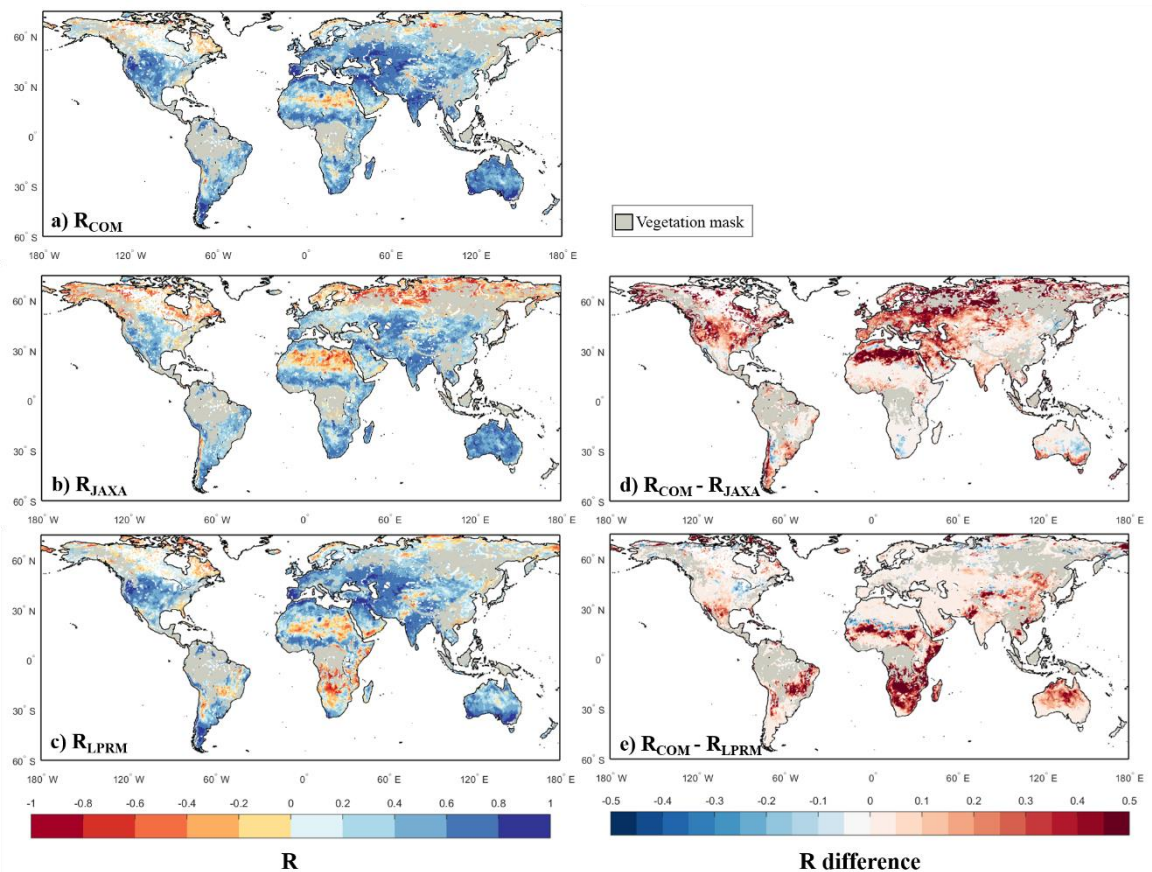 60° N
30° N
0°
30° S
60° S
a) R_COM
180° W 120° W 60° W 0° 60° E 120° E 180° E
Vegetation mask
60° N
30° N
0°
30° S
60° S
b) R_JAXA
180° W 120° W 60° W 0° 60° E 120° E 180° E
60° N
30° N
0°
30° S
60° S
d) R_COM - R_JAXA
180° W 120° W 60° W 0° 60° E 120° E 180° E
60° N
30° N
0°
30° S
60° S
c) R_LPRM
180° W 120° W 60° W 0° 60° E 120° E 180° E
60° N
30° N
0°
30° S
60° S
e) R_COM - R_LPRM
180° W 120° W 60° W 0° 60° E 120° E 180° E
-1 -0.8 -0.6 -0.4 -0.2 0 0.2 0.4 0.6 0.8 1
R
-0.5 -0.4 -0.3 -0.2 -0.1 0 0.1 0.2 0.3 0.4 0.5
R difference